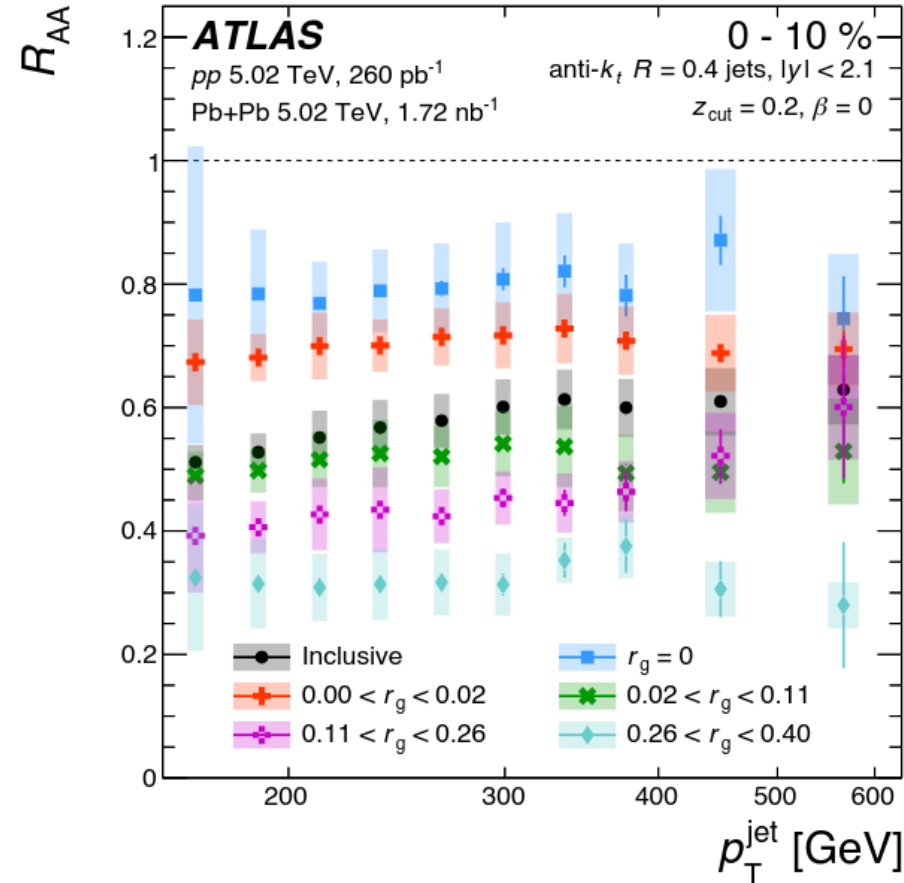 R_AA
ATLAS
0 - 10 %
pp 5.02 TeV, 260 pb⁻¹
anti-k_t R = 0.4 jets, |y| < 2.1
Pb+Pb 5.02 TeV, 1.72 nb⁻¹
z_cut = 0.2, β = 0
1.2
1
0.8
0.6
0.4
0.2
0
Inclusive
r_g = 0
0.00 < r_g < 0.02
0.02 < r_g < 0.11
0.11 < r_g < 0.26
0.26 < r_g < 0.40
200 300 400 500 600
p_T^jet [GeV]